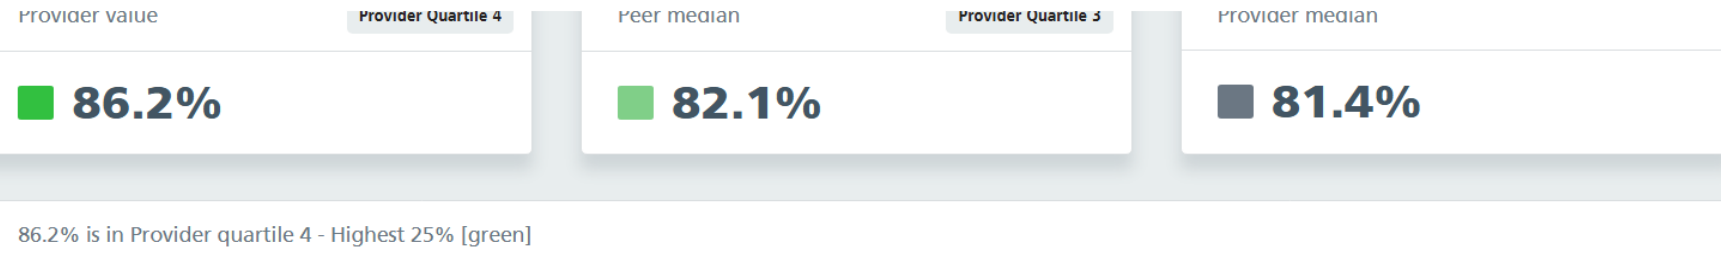 Provider value
Provider Quartile 4
Peer median
Provider Quartile 3
Provider median
86.2%
82.1%
81.4%
86.2% is in Provider quartile 4 - Highest 25% [green]